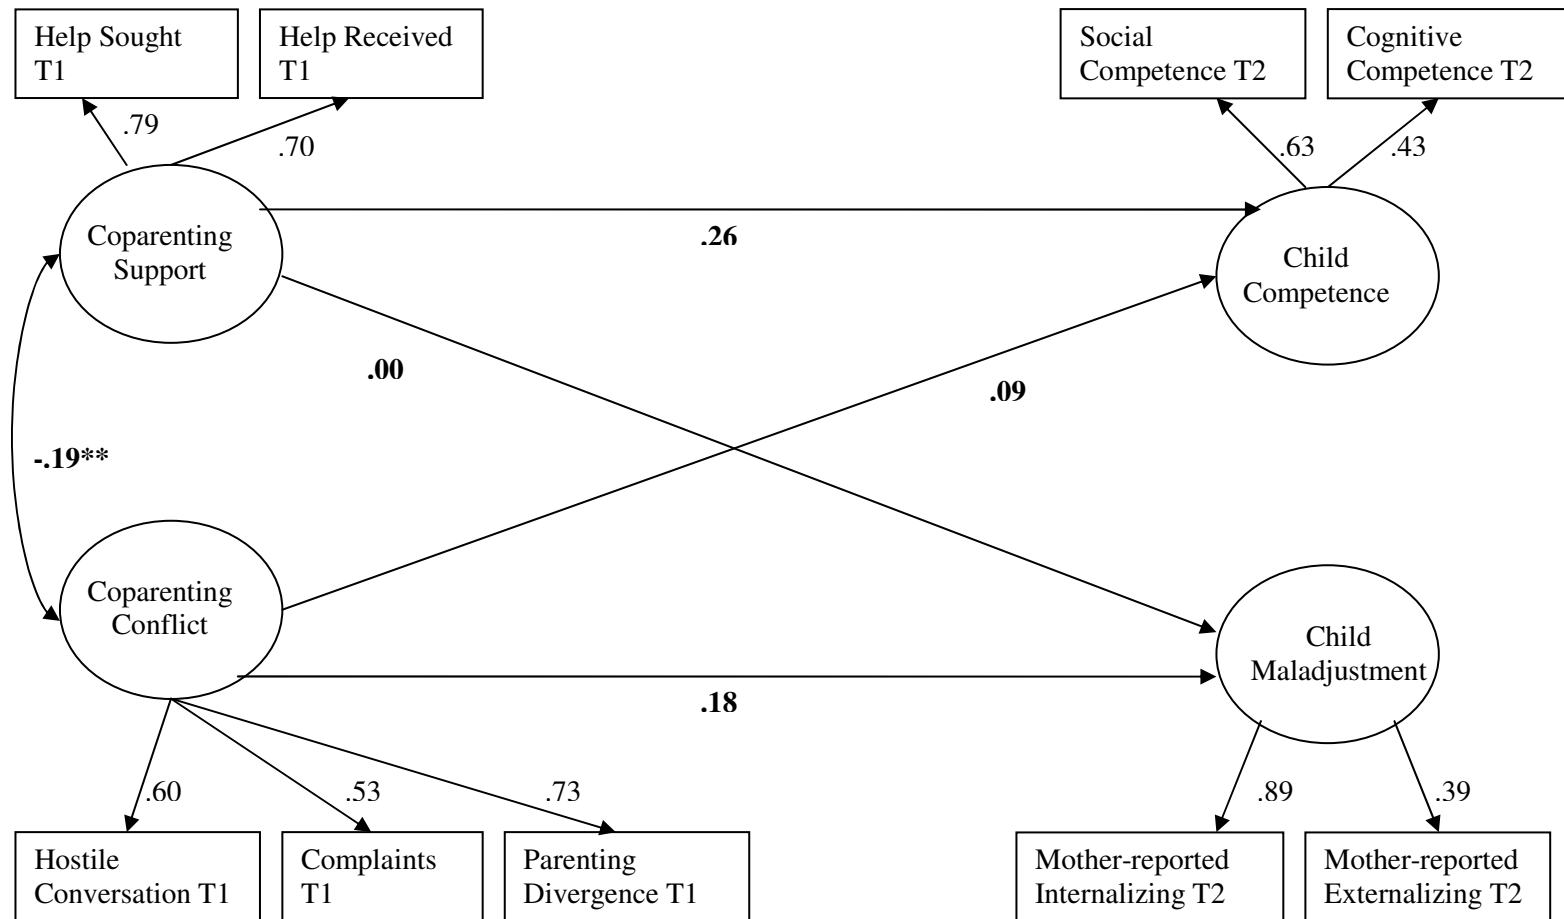 Help Sought
T1
Help Received
T1
Social
Competence T2
Cognitive
Competence T2
.79
.70
.63
.43
Coparenting
Support
.26
Child
Competence
.00
.09
-.19**
Coparenting
Conflict
Child
Maladjustment
.18
.60
.53
.73
.89
.39
Hostile
Conversation T1
Complaints
T1
Parenting
Divergence T1
Mother-reported
Internalizing T2
Mother-reported
Externalizing T2